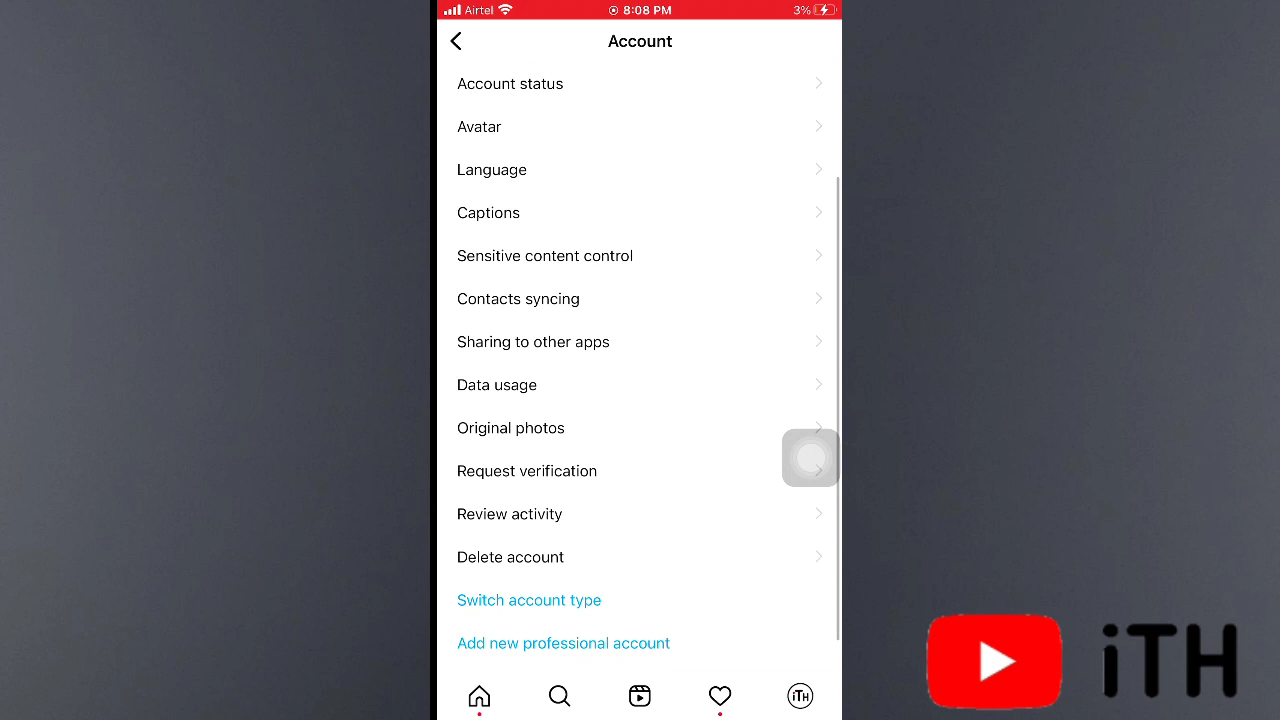 Airtel 8:08 PM 3%
Account
Account status
Avatar
Language
Captions
Sensitive content control
Contacts syncing
Sharing to other apps
Data usage
Original photos
Request verification
Review activity
Delete account
Switch account type
Add new professional account
iTH
iTH